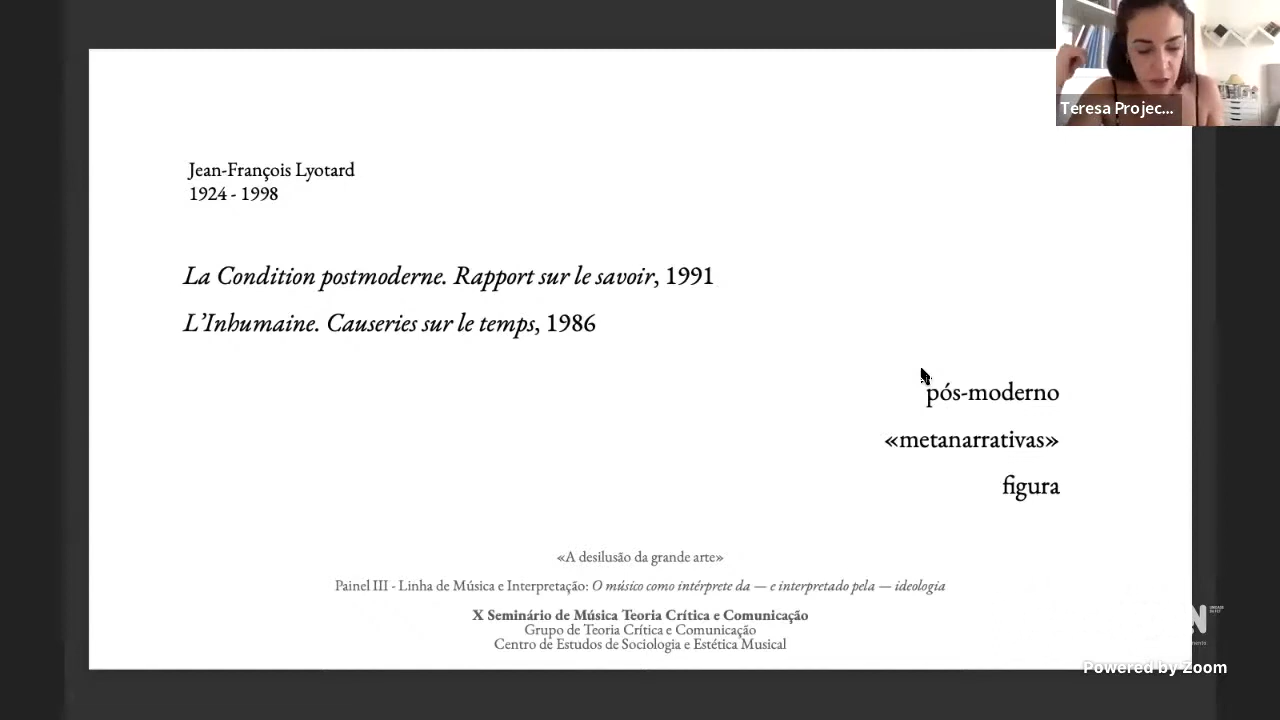 Teresa Projec...
Jean-François Lyotard
1924 - 1998
La Condition postmoderne. Rapport sur le savoir, 1991
L’Inhumaine. Causeries sur le temps, 1986
pós-moderno
«metanarrativas»
figura
«A desilusão da grande arte»
Painel III - Linha de Música e Interpretação: O músico como intérprete da — e interpretado pela — ideologia
X Seminário de Música Teoria Crítica e Comunicação
Grupo de Teoria Crítica e Comunicação
Centro de Estudos de Sociologia e Estética Musical
Powered by Zoom